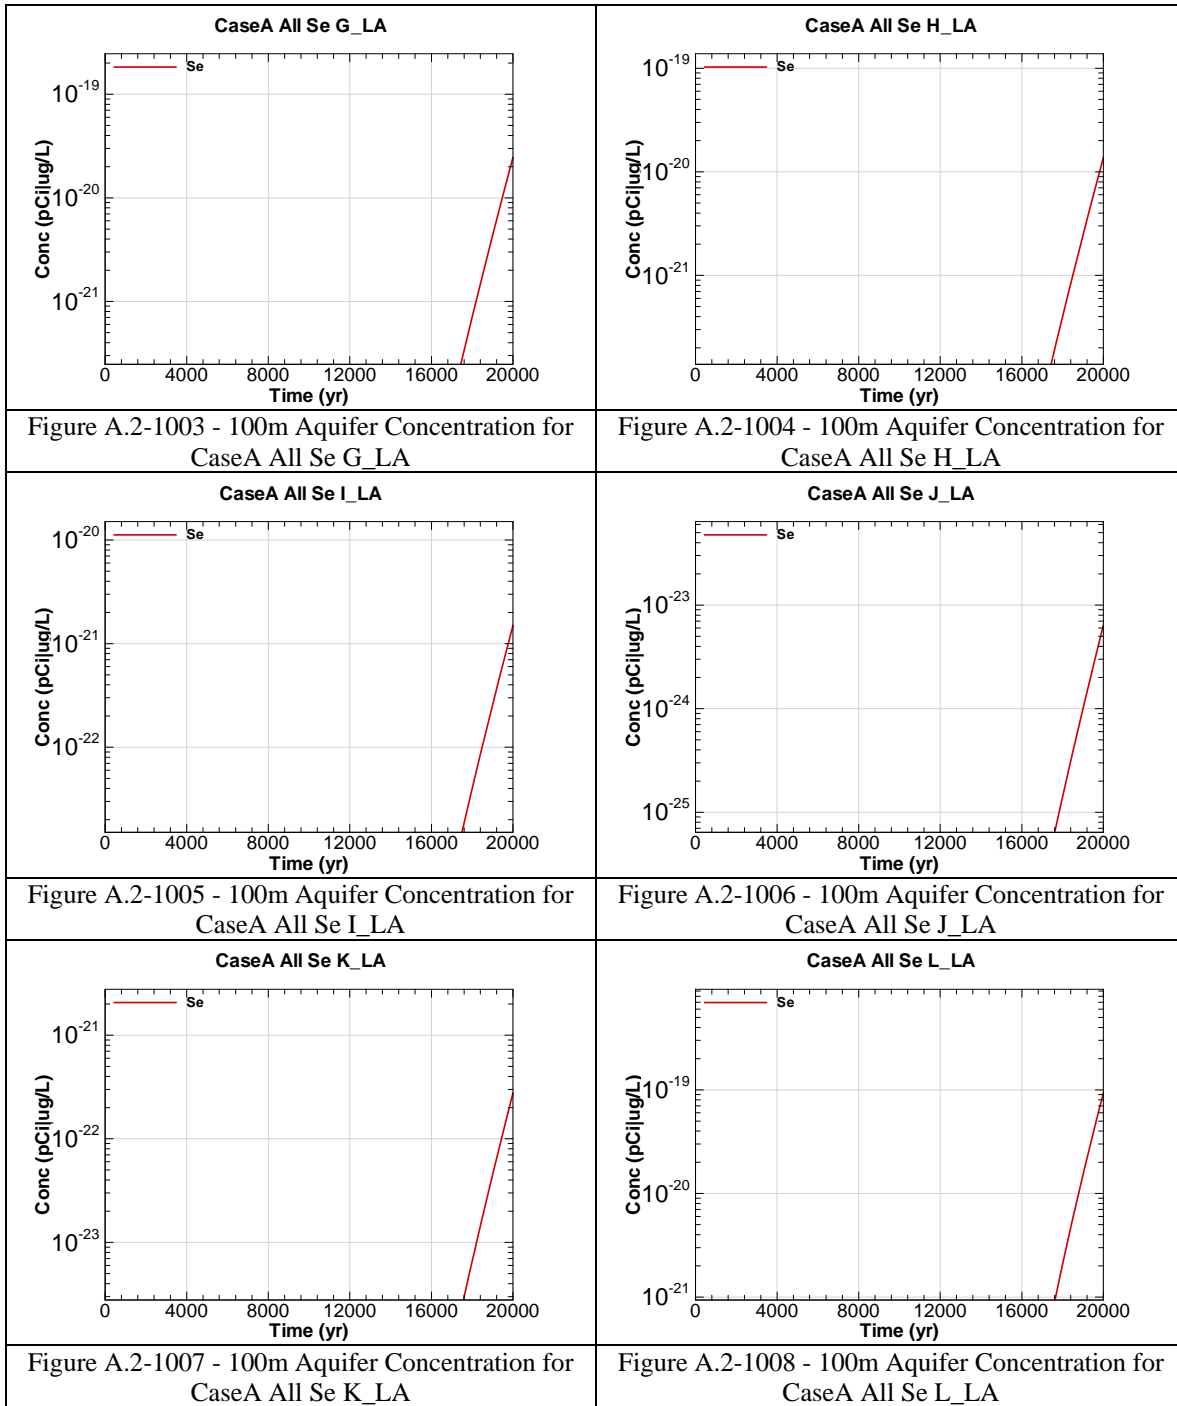 CaseA All Se G_LA
Se
10^-19
10^-20
10^-21
Conc (pCi|ug/L)
0 4000 8000 12000 16000 20000
Time (yr)
Figure A.2-1003 - 100m Aquifer Concentration for
CaseA All Se G_LA
CaseA All Se H_LA
Se
10^-19
10^-20
10^-21
Conc (pCi|ug/L)
0 4000 8000 12000 16000 20000
Time (yr)
Figure A.2-1004 - 100m Aquifer Concentration for
CaseA All Se H_LA
CaseA All Se I_LA
Se
10^-20
10^-21
10^-22
Conc (pCi|ug/L)
0 4000 8000 12000 16000 20000
Time (yr)
Figure A.2-1005 - 100m Aquifer Concentration for
CaseA All Se I_LA
CaseA All Se J_LA
Se
10^-23
10^-24
10^-25
Conc (pCi|ug/L)
0 4000 8000 12000 16000 20000
Time (yr)
Figure A.2-1006 - 100m Aquifer Concentration for
CaseA All Se J_LA
CaseA All Se K_LA
Se
10^-21
10^-22
10^-23
Conc (pCi|ug/L)
0 4000 8000 12000 16000 20000
Time (yr)
Figure A.2-1007 - 100m Aquifer Concentration for
CaseA All Se K_LA
CaseA All Se L_LA
Se
10^-19
10^-20
10^-21
Conc (pCi|ug/L)
0 4000 8000 12000 16000 20000
Time (yr)
Figure A.2-1008 - 100m Aquifer Concentration for
CaseA All Se L_LA